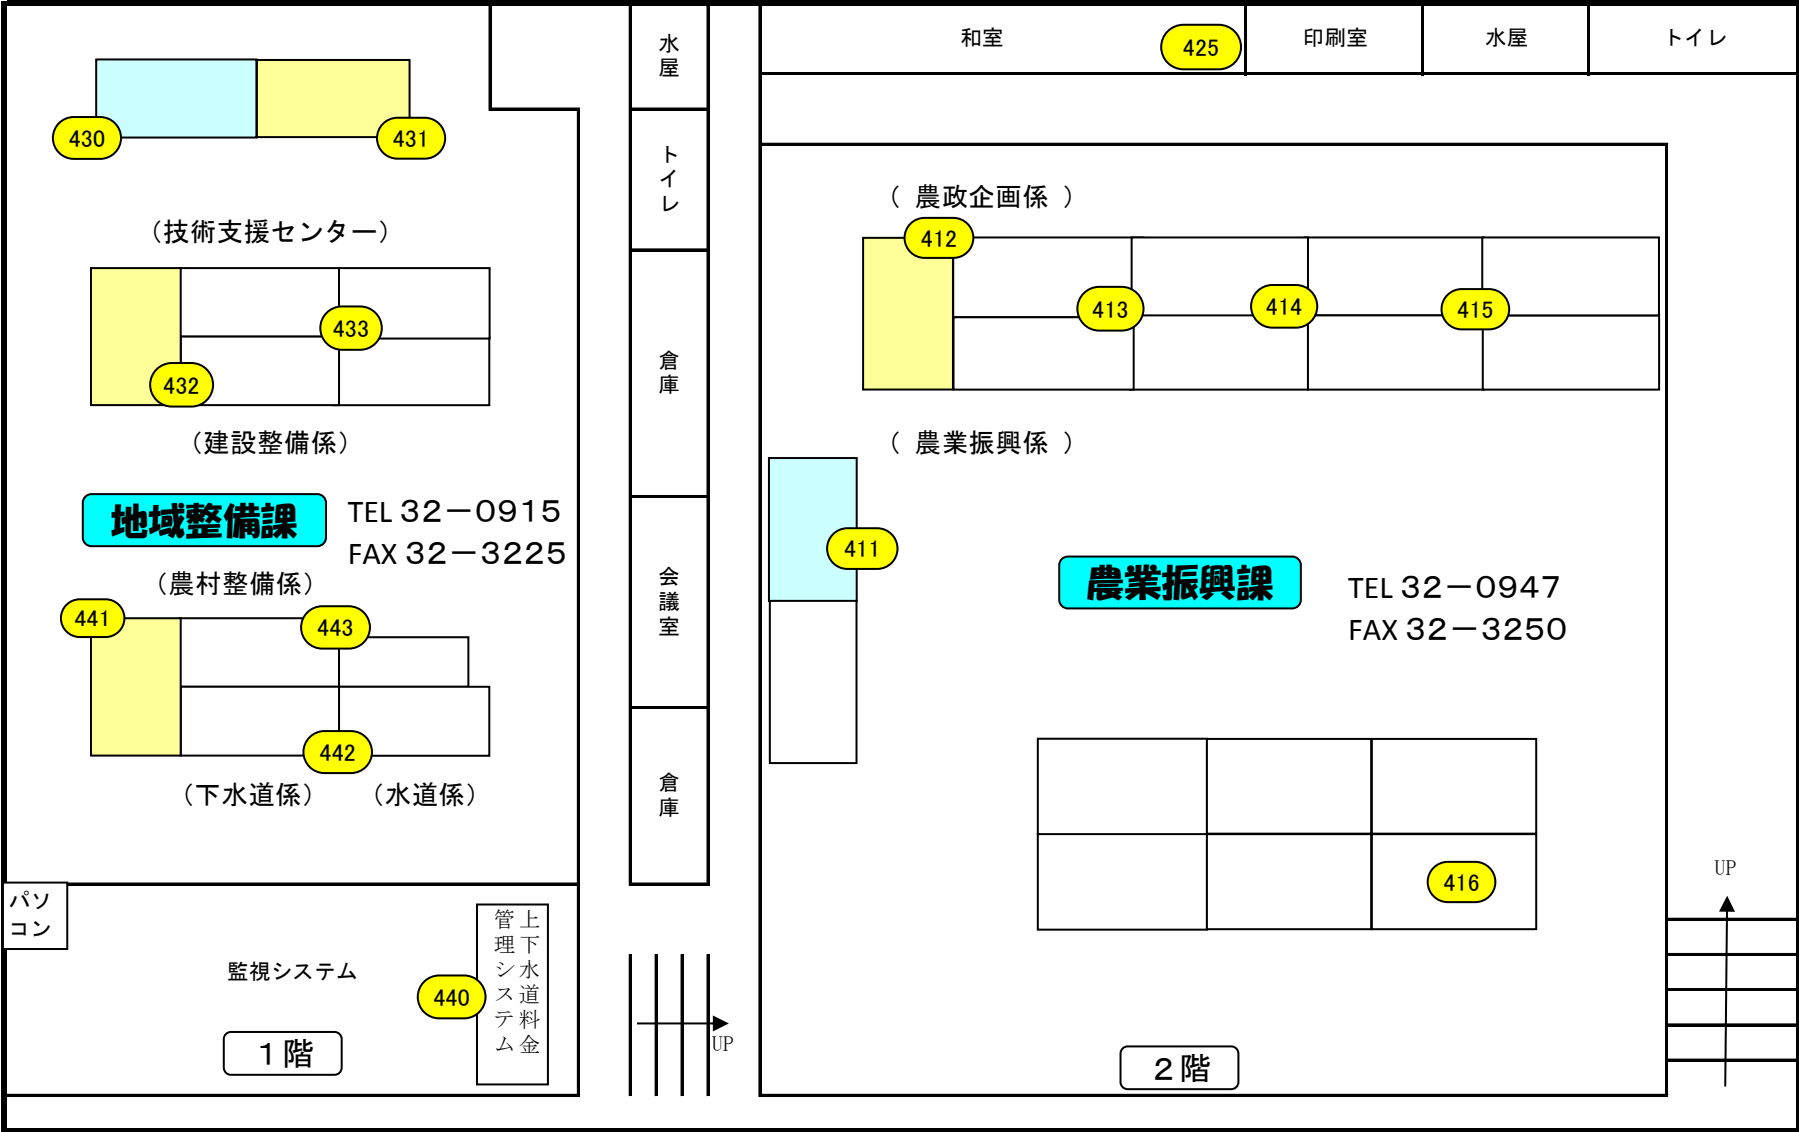 430
431
(技術支援センター)
433
432
(建設整備係)
地域整備課
TEL 32－0915
FAX 32－3225
(農村整備係)
441
443
442
(下水道係)
(水道係)
パソ
コン
監視システム
440
上下水道料金
管理システム
1階
水屋
トイレ
倉庫
会議室
倉庫
UP
和室
425
印刷室
水屋
トイレ
( 農政企画係 )
412
413
414
415
( 農業振興係 )
411
農業振興課
TEL 32－0947
FAX 32－3250
416
UP
2階